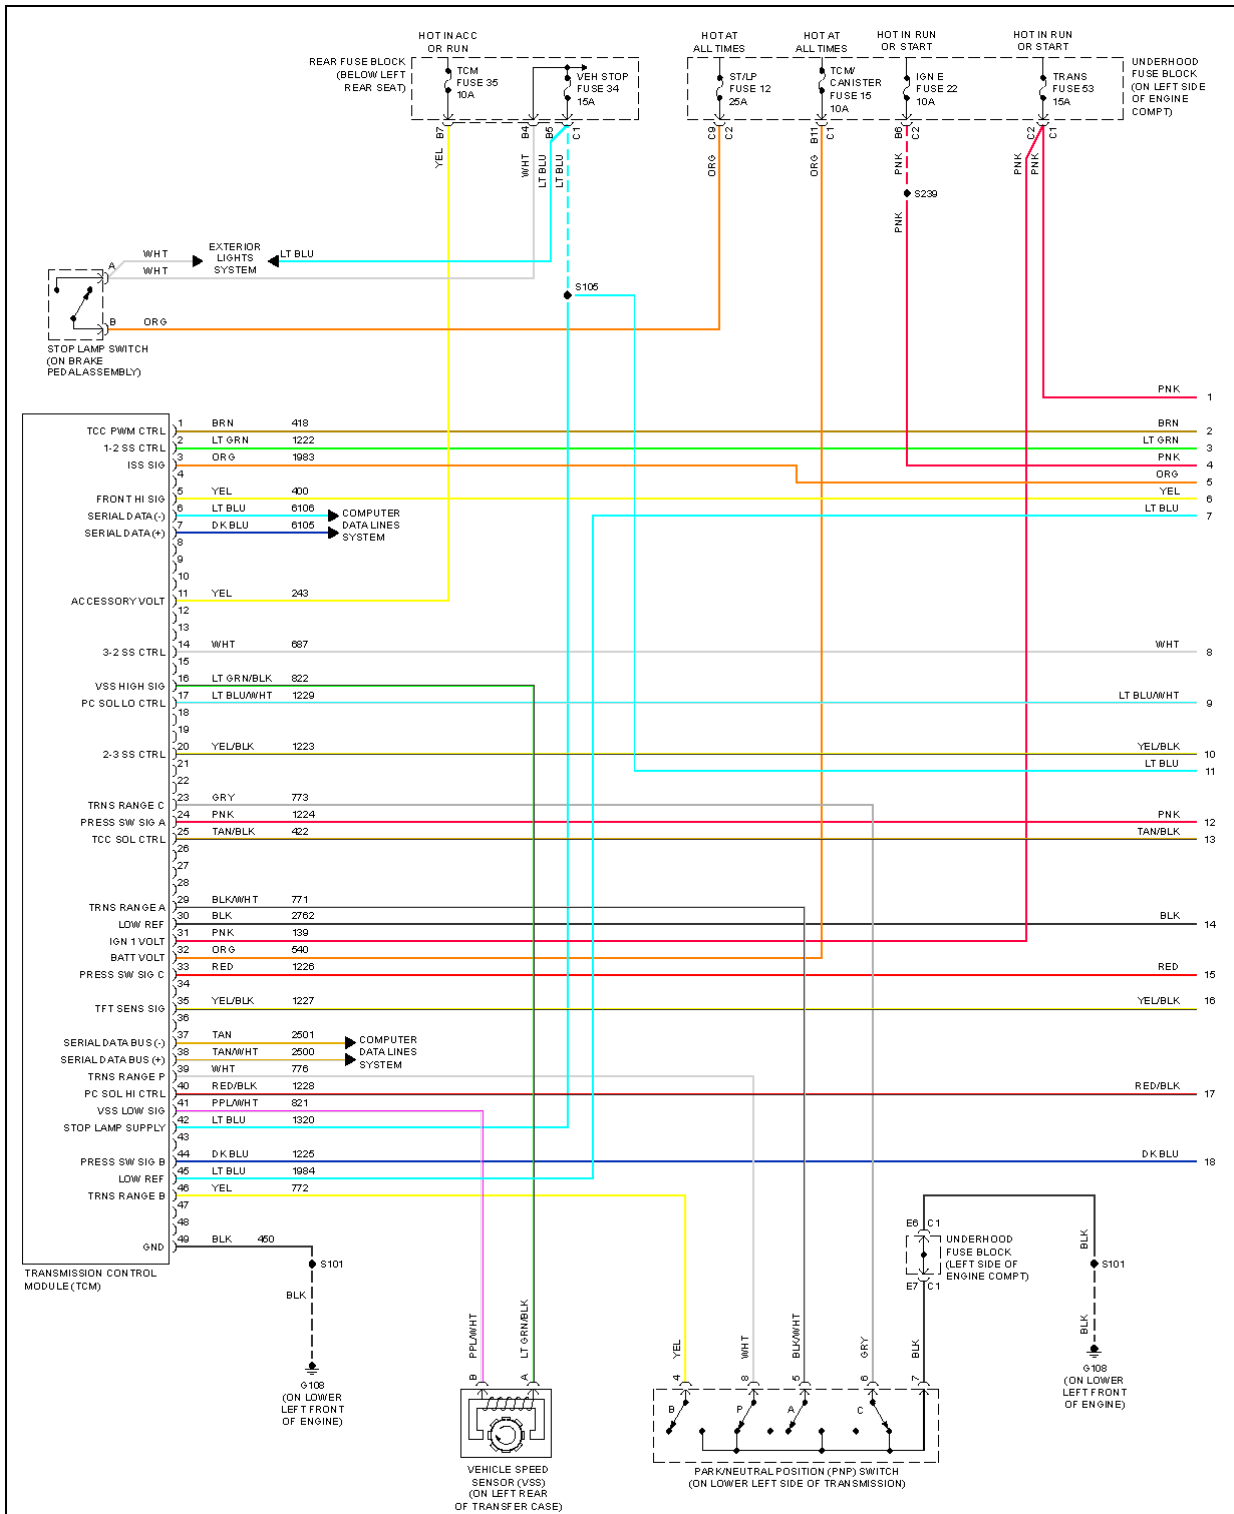 HOT IN ACC
OR RUN
HOT AT
ALL TIMES
HOT AT
ALL TIMES
HOT IN RUN
OR START
HOT IN RUN
OR START
REAR FUSE BLOCK
(BELOW LEFT
REAR SEAT)
TCM
FUSE 35
10A
VEH STOP
FUSE 34
15A
ST/LP
FUSE 12
25A
TCM/
CANISTER
FUSE 15
10A
IGN E
FUSE 22
10A
TRANS
FUSE 53
15A
UNDERHOOD
FUSE BLOCK
(ON LEFT SIDE
OF ENGINE
COMPT)
B7
B4
B5
C1
C9
C2
B11
C1
B6
C2
C2
C1
YEL
WHT
LT BLU
LT BLU
ORG
ORG
PNK
PNK
PNK
S239
PNK
WHT
EXTERIOR
LIGHTS
SYSTEM
LT BLU
A
WHT
S105
B
ORG
STOP LAMP SWITCH
(ON BRAKE
PEDAL ASSEMBLY)
PNK 1
TCC PWM CTRL 1 BRN 418 BRN 2
1-2 SS CTRL 2 LT GRN 1222 LT GRN 3
ISS SIG 3 ORG 1983 PNK 4
4 ORG 5
FRONT HI SIG 5 YEL 400 YEL 6
SERIAL DATA (-) 6 LT BLU 6106 LT BLU 7
SERIAL DATA (+) 7 DK BLU 6105
COMPUTER
DATA LINES
SYSTEM
8
9
10
ACCESSORY VOLT 11 YEL 243
12
13
3-2 SS CTRL 14 WHT 687 WHT 8
15
VSS HIGH SIG 16 LT GRN/BLK 822
PC SOL LO CTRL 17 LT BLU/WHT 1229 LT BLU/WHT 9
18
19
2-3 SS CTRL 20 YEL/BLK 1223 YEL/BLK 10
21 LT BLU 11
22
TRNS RANGE C 23 GRY 773
PRESS SW SIG A 24 PNK 1224 PNK 12
TCC SOL CTRL 25 TAN/BLK 422 TAN/BLK 13
26
27
28
TRNS RANGE A 29 BLK/WHT 771
LOW REF 30 BLK 2762 BLK 14
IGN 1 VOLT 31 PNK 139
BATT VOLT 32 ORG 540
PRESS SW SIG C 33 RED 1226 RED 15
34
TFT SENS SIG 35 YEL/BLK 1227 YEL/BLK 16
36
SERIAL DATA BUS (-) 37 TAN 2501
SERIAL DATA BUS (+) 38 TAN/WHT 2500
COMPUTER
DATA LINES
SYSTEM
TRNS RANGE P 39 WHT 776
PC SOL HI CTRL 40 RED/BLK 1228 RED/BLK 17
VSS LOW SIG 41 PPL/WHT 821
STOP LAMP SUPPLY 42 LT BLU 1320
43
PRESS SW SIG B 44 DK BLU 1225 DK BLU 18
LOW REF 45 LT BLU 1984
TRNS RANGE B 46 YEL 772
47
48
GND 49 BLK 450
TRANSMISSION CONTROL
MODULE (TCM)
S101
BLK
G108
(ON LOWER
LEFT FRONT
OF ENGINE)
E6 C1
UNDERHOOD
FUSE BLOCK
(LEFT SIDE OF
ENGINE COMPT)
E7 C1
BLK
S101
BLK
G108
(ON LOWER
LEFT FRONT
OF ENGINE)
PPL/WHT
LT GRN/BLK
YEL
WHT
BLK/WHT
GRY
BLK
B
A
4
8
5
6
7
B
P
A
C
VEHICLE SPEED
SENSOR (VSS)
(ON LEFT REAR
OF TRANSFER CASE)
PARK/NEUTRAL POSITION (PNP) SWITCH
(ON LOWER LEFT SIDE OF TRANSMISSION)